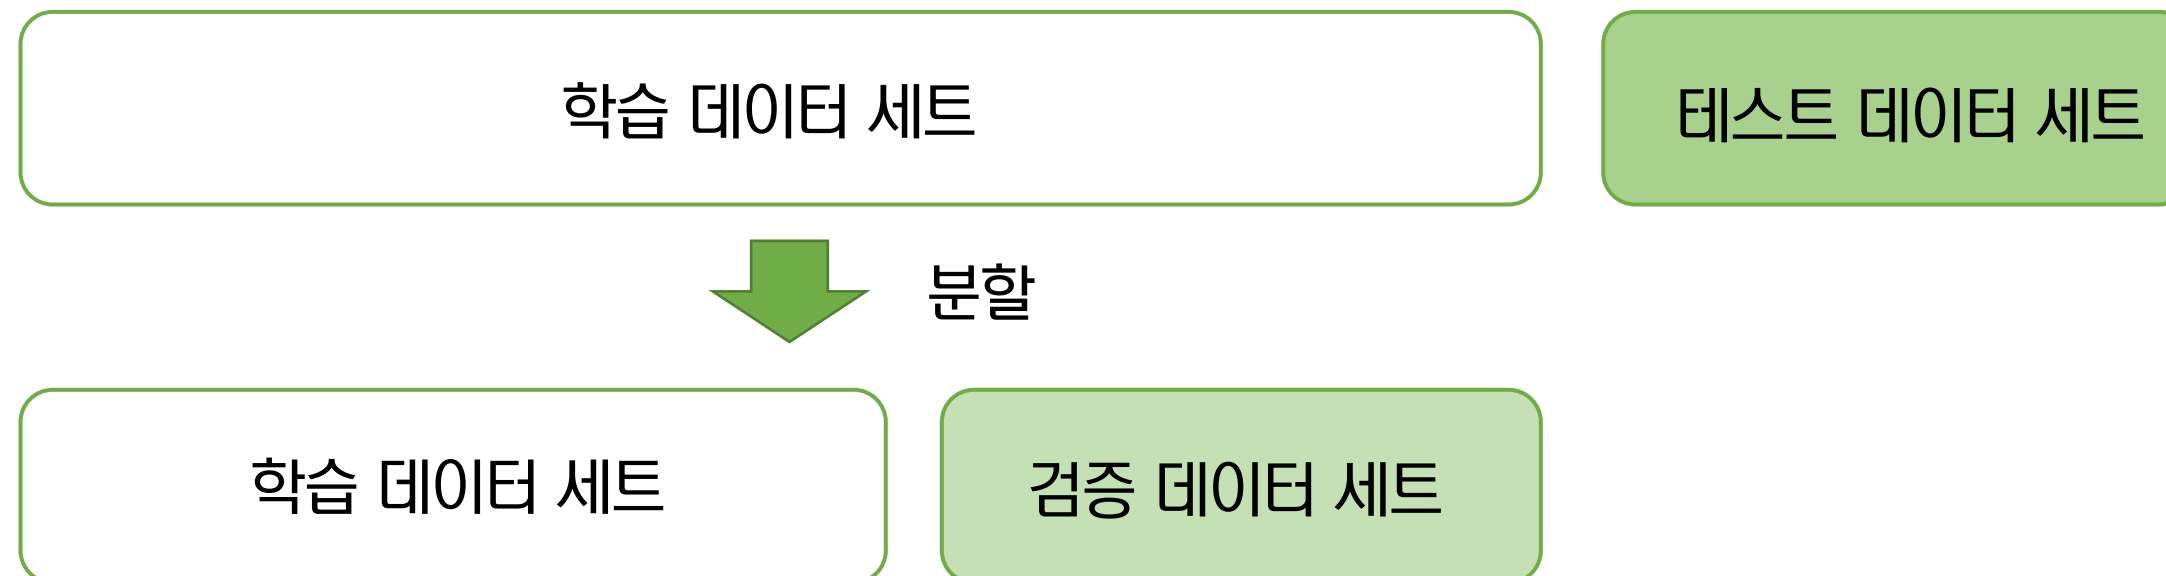 학습 데이터 세트
테스트 데이터 세트
분할
학습 데이터 세트
검증 데이터 세트